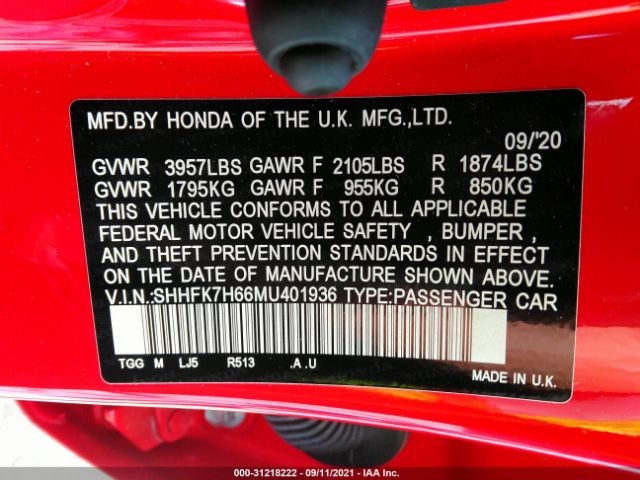 MFD.BY HONDA OF THE U.K. MFG.,LTD.
09/'20
GVWR 3957LBS GAWR F 2105LBS R 1874LBS
GVWR 1795KG GAWR F 955KG R 850KG
THIS VEHICLE CONFORMS TO ALL APPLICABLE
FEDERAL MOTOR VEHICLE SAFETY , BUMPER ,
AND THEFT PREVENTION STANDARDS IN EFFECT
ON THE DATE OF MANUFACTURE SHOWN ABOVE.
V.I.N.:SHHFK7H66MU401936 TYPE:PASSENGER CAR
TGG M LJ5 R513 .A .U
MADE IN U.K.
000-31218222 - 09/11/2021 - IAA Inc.